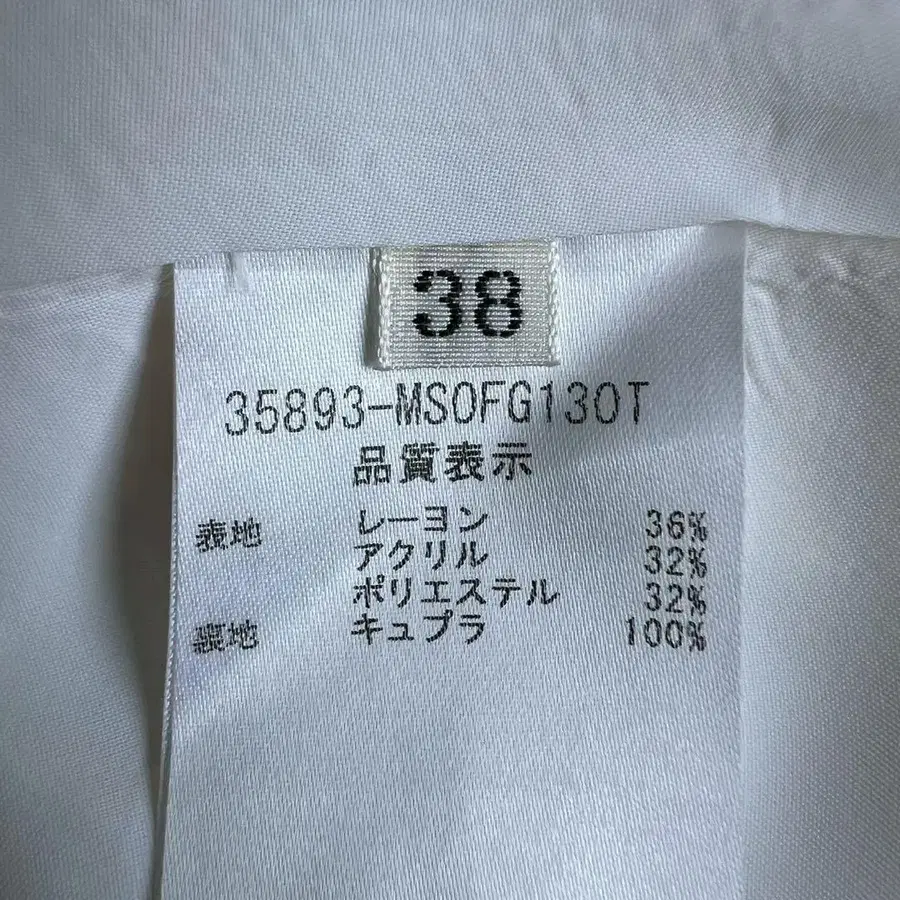 38
35893-MSOFG130T
品質表示
表地 レーヨン 36%
アクリル 32%
ポリエステル 32%
裏地 キュプラ 100%